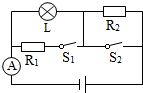 L R₂
A R₁ S₁ S₂